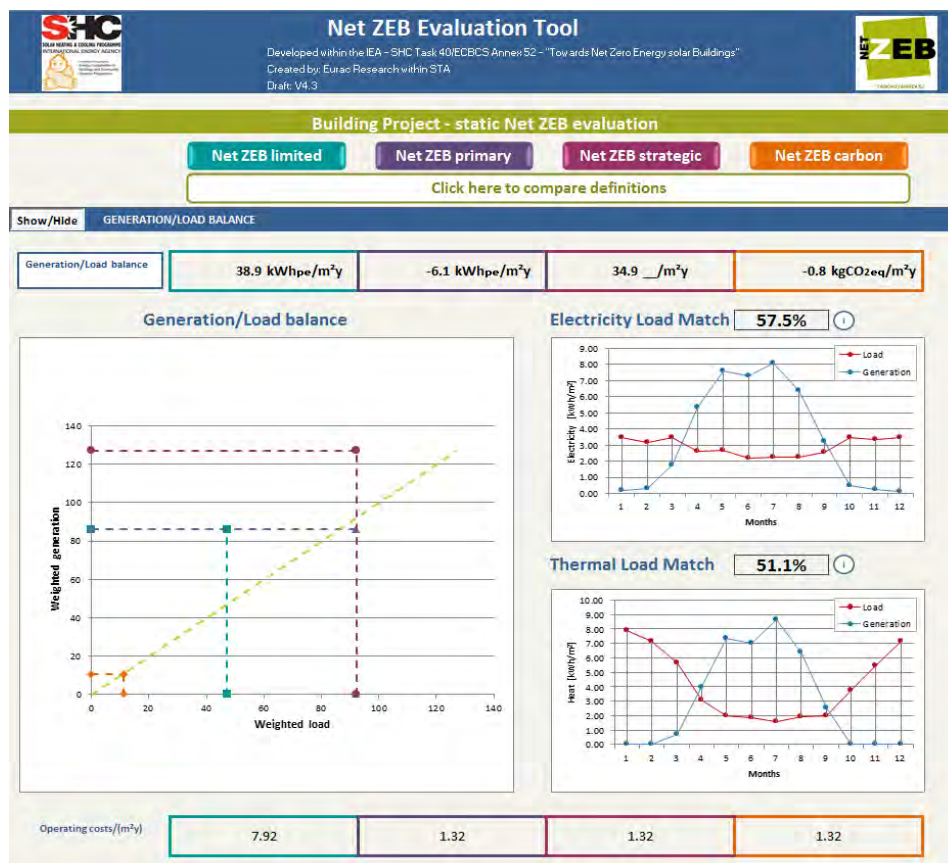 SHC
SOLAR HEATING & COOLING PROGRAMME
INTERNATIONAL ENERGY AGENCY
Net ZEB Evaluation Tool
Developed within the IEA - SHC Task 40/ECBCS Annex 52 - "Towards Net Zero Energy solar Buildings"
Created by: Eurac Research within STA
Draft: V4.3
NET ZEB
Building Project - static Net ZEB evaluation
Net ZEB limited
Net ZEB primary
Net ZEB strategic
Net ZEB carbon
Click here to compare definitions
Show/Hide
GENERATION/LOAD BALANCE
Generation/Load balance
38.9 kWhpe/m²y
-6.1 kWhpe/m²y
34.9 __/m²y
-0.8 kgCO2eq/m²y
Generation/Load balance
140
120
100
80
60
40
20
0
Weighted generation
0 20 40 60 80 100 120 140
Weighted load
Electricity Load Match
57.5%
i
9.00
8.00
7.00
6.00
5.00
4.00
3.00
2.00
1.00
0.00
Electricity [kWh/m²]
Load
Generation
1 2 3 4 5 6 7 8 9 10 11 12
Months
Thermal Load Match
51.1%
i
10.00
9.00
8.00
7.00
6.00
5.00
4.00
3.00
2.00
1.00
0.00
Heat [kWh/m²]
Load
Generation
1 2 3 4 5 6 7 8 9 10 11 12
Months
Operating costs/(m²y)
7.92
1.32
1.32
1.32